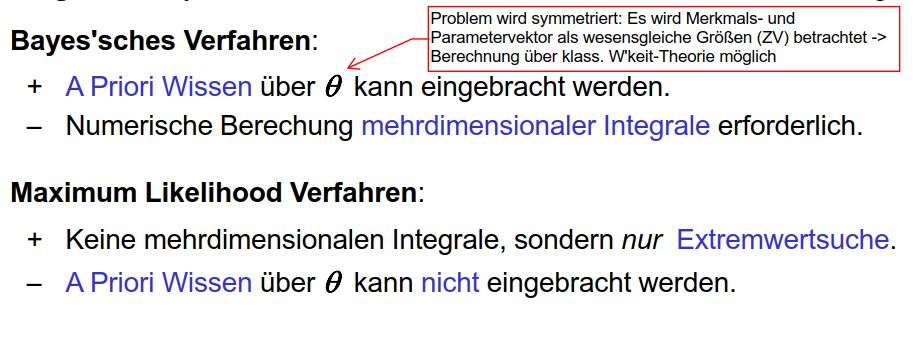 Problem wird symmetriert: Es wird Merkmals- und
Parametervektor als wesensgleiche Größen (ZV) betrachtet ->
Berechnung über klass. W'keit-Theorie möglich
Bayes'sches Verfahren:
+ A Priori Wissen über θ kann eingebracht werden.
– Numerische Berechung mehrdimensionaler Integrale erforderlich.
Maximum Likelihood Verfahren:
+ Keine mehrdimensionalen Integrale, sondern nur Extremwertsuche.
– A Priori Wissen über θ kann nicht eingebracht werden.